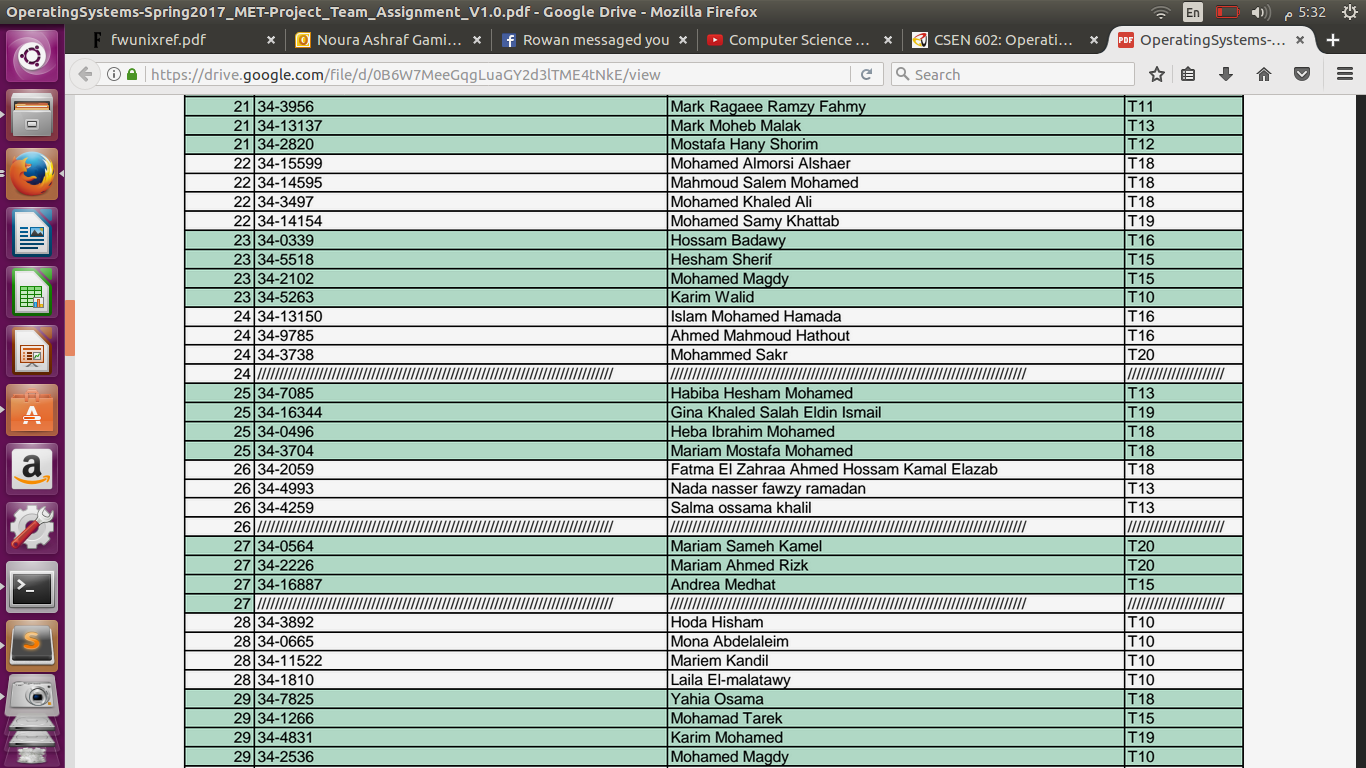 OperatingSystems-Spring2017_MET-Project_Team_Assignment_V1.0.pdf - Google Drive - Mozilla Firefox En 5:32 م
fwunixref.pdf × Noura Ashraf Gami... × Rowan messaged you × Computer Science ... × CSEN 602: Operati... × OperatingSystems-... ×
https://drive.google.com/file/d/0B6W7MeeGqgLuaGY2d3lTME4tNkE/view Search
21 34-3956 Mark Ragaee Ramzy Fahmy T11
21 34-13137 Mark Moheb Malak T13
21 34-2820 Mostafa Hany Shorim T12
22 34-15599 Mohamed Almorsi Alshaer T18
22 34-14595 Mahmoud Salem Mohamed T18
22 34-3497 Mohamed Khaled Ali T18
22 34-14154 Mohamed Samy Khattab T19
23 34-0339 Hossam Badawy T16
23 34-5518 Hesham Sherif T15
23 34-2102 Mohamed Magdy T15
23 34-5263 Karim Walid T10
24 34-13150 Islam Mohamed Hamada T16
24 34-9785 Ahmed Mahmoud Hathout T16
24 34-3738 Mohammed Sakr T20
24 //////////////////////////////////////////////////////////////////////////////// //////////////////////////////////////////////////////////////////////////////// //////////////////////
25 34-7085 Habiba Hesham Mohamed T13
25 34-16344 Gina Khaled Salah Eldin Ismail T19
25 34-0496 Heba Ibrahim Mohamed T18
25 34-3704 Mariam Mostafa Mohamed T18
26 34-2059 Fatma El Zahraa Ahmed Hossam Kamal Elazab T18
26 34-4993 Nada nasser fawzy ramadan T13
26 34-4259 Salma ossama khalil T13
26 //////////////////////////////////////////////////////////////////////////////// //////////////////////////////////////////////////////////////////////////////// //////////////////////
27 34-0564 Mariam Sameh Kamel T20
27 34-2226 Mariam Ahmed Rizk T20
27 34-16887 Andrea Medhat T15
27 //////////////////////////////////////////////////////////////////////////////// //////////////////////////////////////////////////////////////////////////////// //////////////////////
28 34-3892 Hoda Hisham T10
28 34-0665 Mona Abdelaleim T10
28 34-11522 Mariem Kandil T10
28 34-1810 Laila El-malatawy T10
29 34-7825 Yahia Osama T18
29 34-1266 Mohamad Tarek T15
29 34-4831 Karim Mohamed T19
29 34-2536 Mohamed Magdy T10